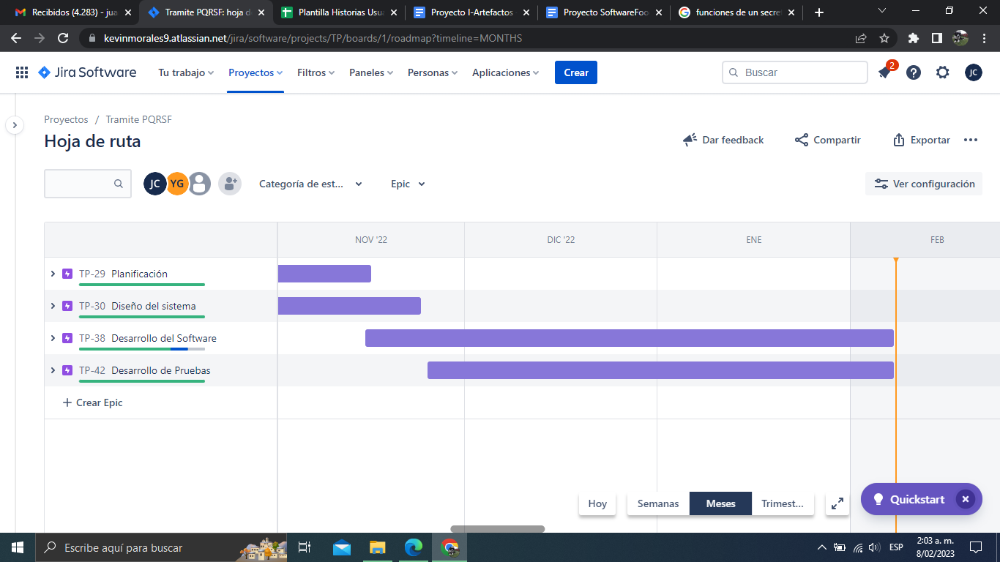 Recibidos (4.283) - jua
Tramite PQRSF: hoja d
Plantilla Historias Usu
Proyecto I-Artefactos
Proyecto SoftwareFoo
funciones de un secre
kevinmorales9.atlassian.net/jira/software/projects/TP/boards/1/roadmap?timeline=MONTHS
Jira Software
Tu trabajo
Proyectos
Filtros
Paneles
Personas
Aplicaciones
Crear
Buscar
2
JC
Proyectos / Tramite PQRSF
Hoja de ruta
Dar feedback
Compartir
Exportar
JC
YG
Categoría de est...
Epic
Ver configuración
NOV '22
DIC '22
ENE
FEB
TP-29 Planificación
TP-30 Diseño del sistema
TP-38 Desarrollo del Software
TP-42 Desarrollo de Pruebas
+ Crear Epic
Hoy
Semanas
Meses
Trimest...
Quickstart
Escribe aquí para buscar
ESP
2:03 a. m.
8/02/2023